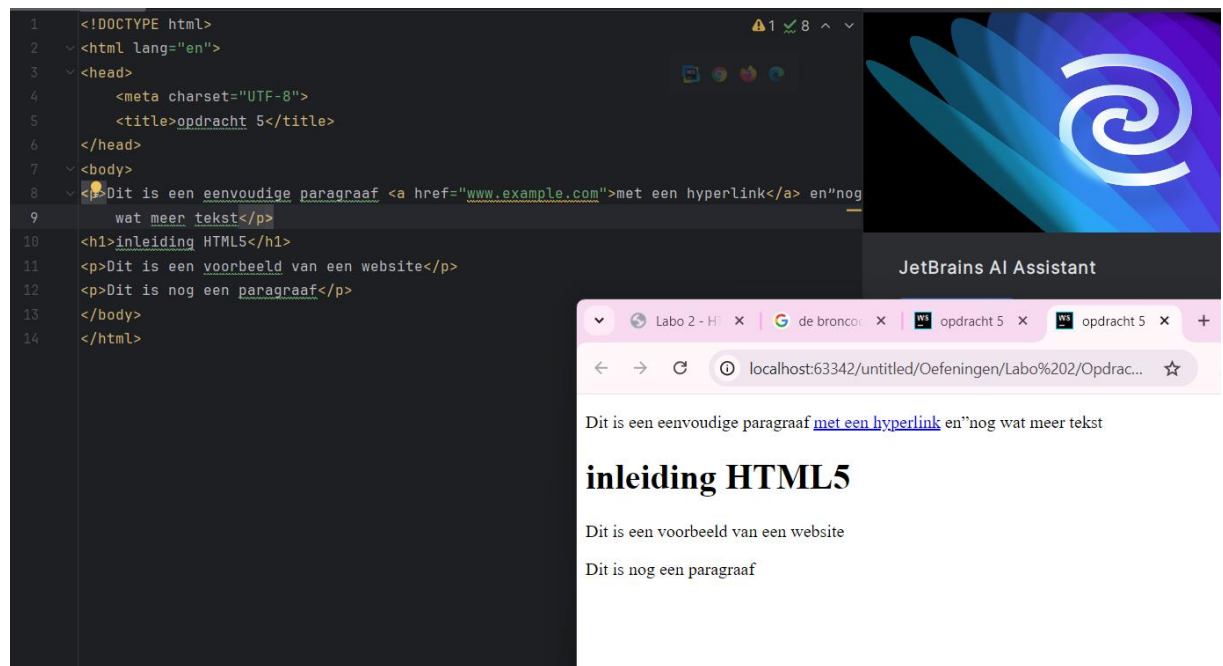 1 <!DOCTYPE html>
2 <html lang="en">
3 <head>
4 <meta charset="UTF-8">
5 <title>opdracht 5</title>
6 </head>
7 <body>
8 <p>Dit is een eenvoudige paragraaf <a href="www.example.com">met een hyperlink</a> en”nog
9 wat meer tekst</p>
10 <h1>inleiding HTML5</h1>
11 <p>Dit is een voorbeeld van een website</p>
12 <p>Dit is nog een paragraaf</p>
13 </body>
14 </html>
1 8
JetBrains AI Assistant
Labo 2 - H de broncod WS opdracht 5 WS opdracht 5
localhost:63342/untitled/Oefeningen/Labo%202/Opdrac...
Dit is een eenvoudige paragraaf met een hyperlink en”nog wat meer tekst
inleiding HTML5
Dit is een voorbeeld van een website
Dit is nog een paragraaf